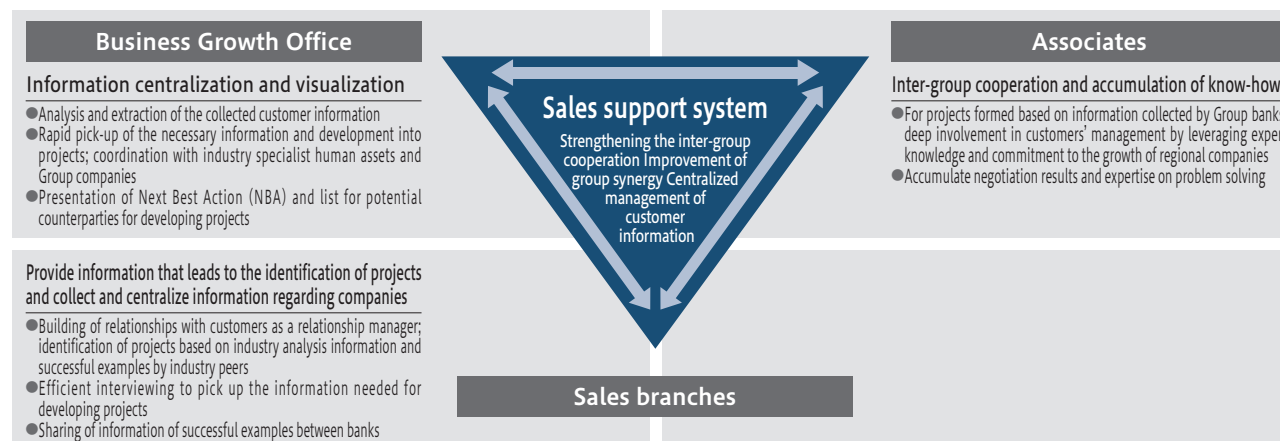 Business Growth Office
Information centralization and visualization
●Analysis and extraction of the collected customer information
●Rapid pick-up of the necessary information and development into
projects; coordination with industry specialist human assets and
Group companies
●Presentation of Next Best Action (NBA) and list for potential
counterparties for developing projects
Sales support system
Strengthening the inter-group
cooperation Improvement of
group synergy Centralized
management of
customer
information
Associates
Inter-group cooperation and accumulation of know-how
●For projects formed based on information collected by Group bank
deep involvement in customers' management by leveraging exper
knowledge and commitment to the growth of regional companies
●Accumulate negotiation results and expertise on problem solving
Provide information that leads to the identification of projects
and collect and centralize information regarding companies
●Building of relationships with customers as a relationship manager;
identification of projects based on industry analysis information and
successful examples by industry peers
●Efficient interviewing to pick up the information needed for
developing projects
●Sharing of information of successful examples between banks
Sales branches